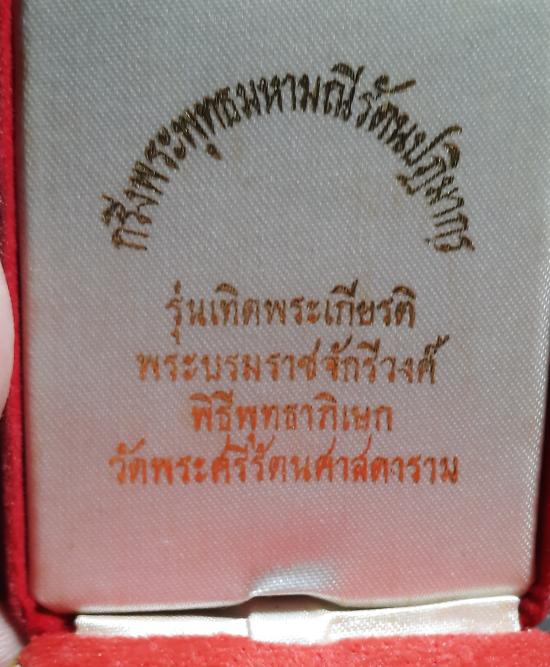 กริ่งพระพุทธมหามณีรัตนปฏิมากร
รุ่นเทิดพระเกียรติ
พระบรมราชจักรีวงศ์
พิธีพุทธาภิเษก
วัดพระศรีรัตนศาสดาราม